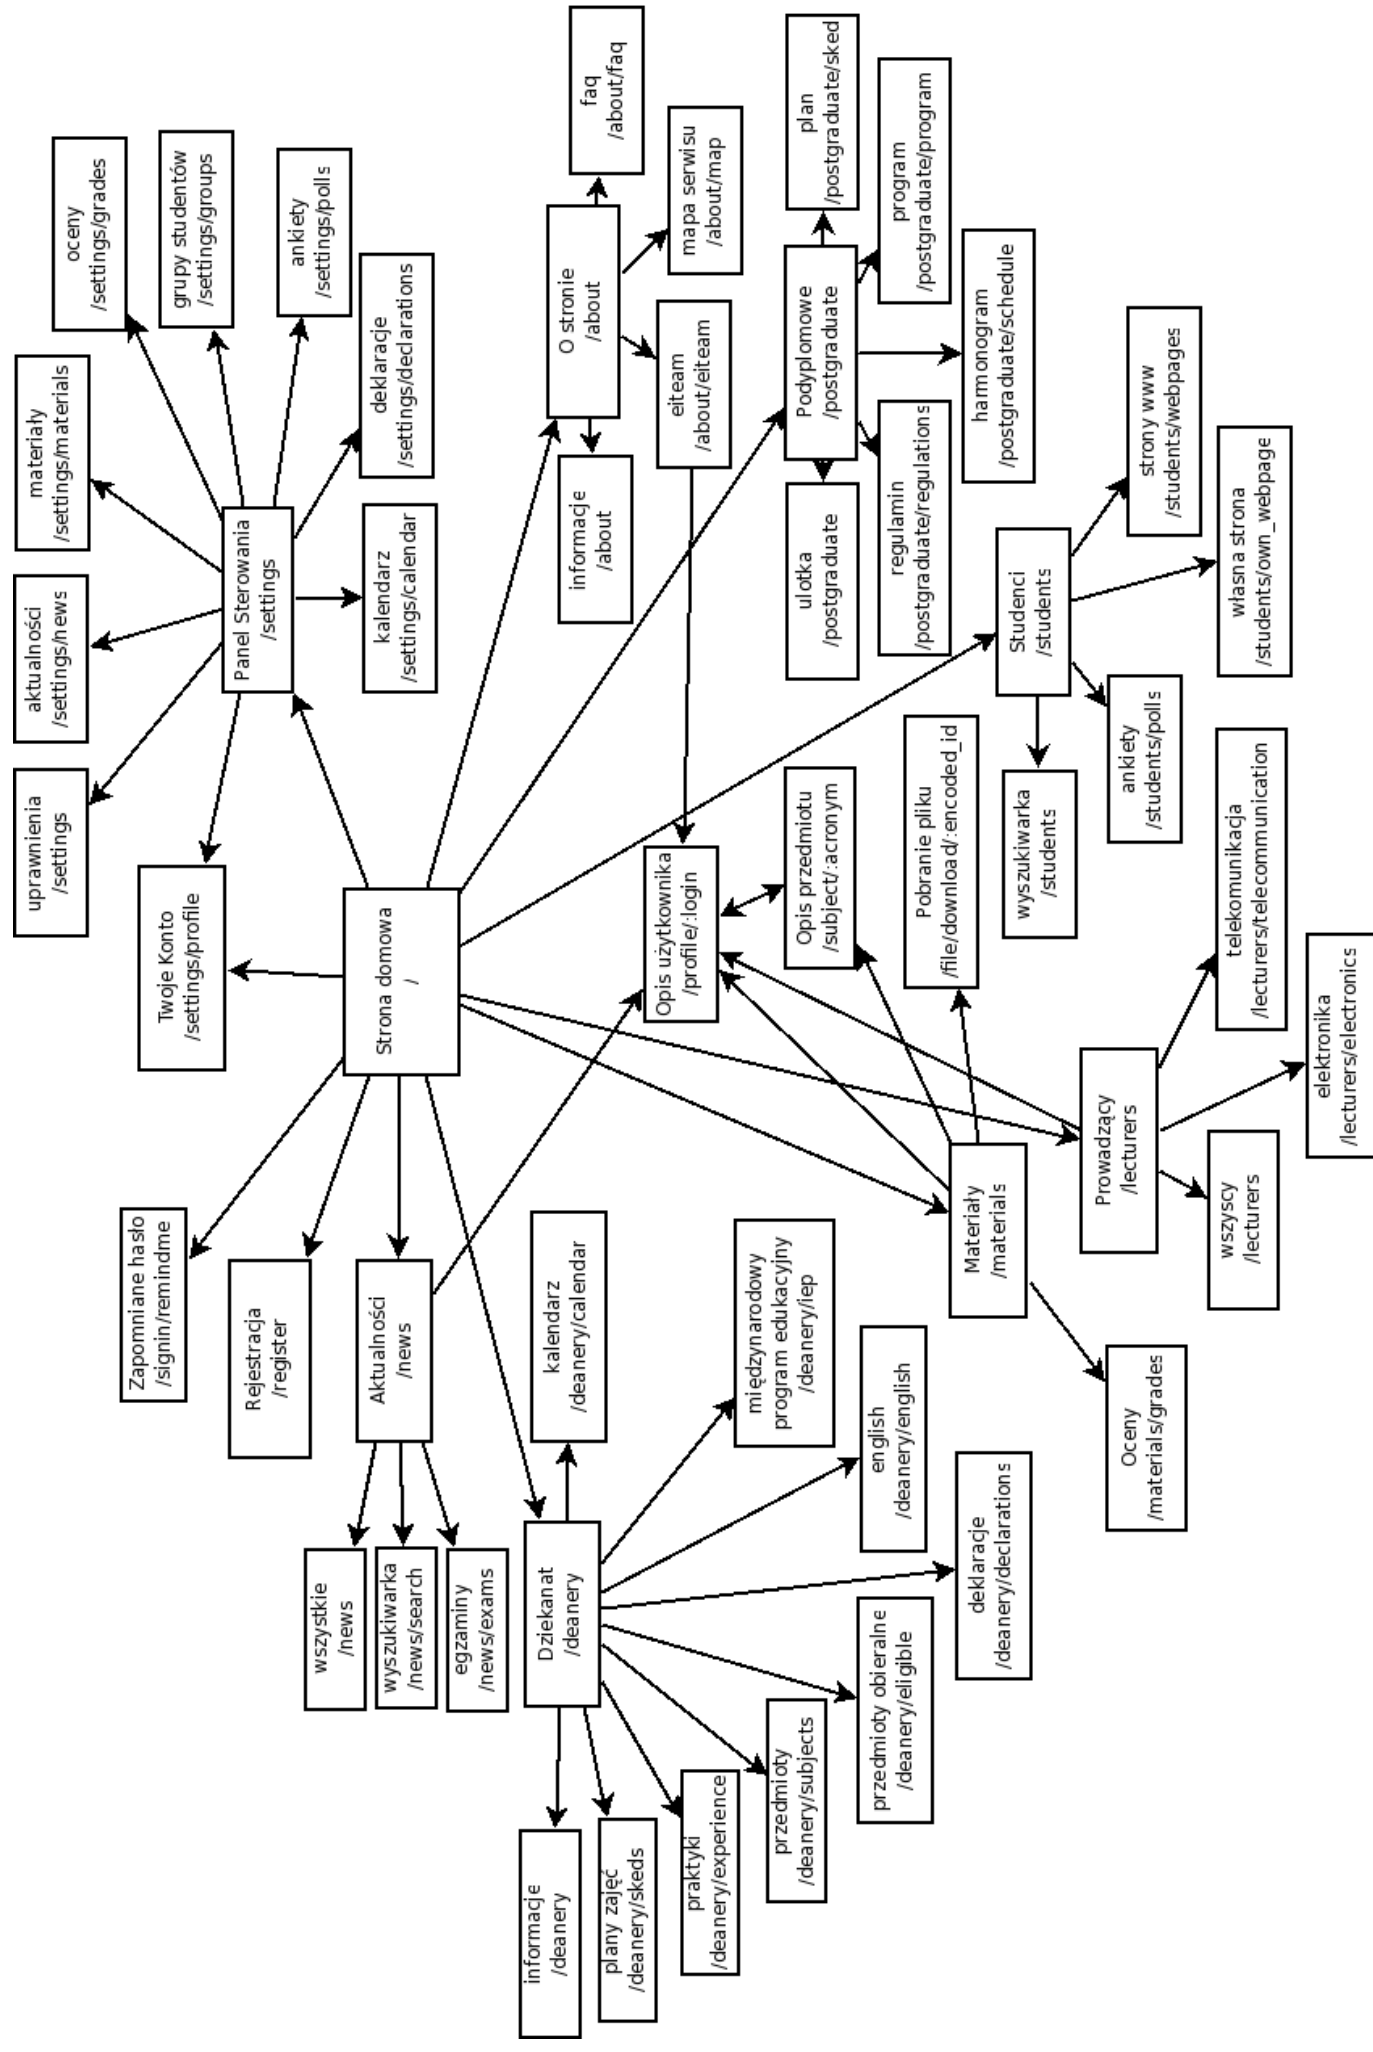 Zapomniane hasło
/signin/remindme
Rejestracja
/register
Aktualności
/news
wszystkie
/news
wyszukiwarka
/news/search
egzaminy
/news/exams
Dziekanat
/deanery
informacje
/deanery
plany zajęć
/deanery/skeds
praktyki
/deanery/experience
przedmioty
/deanery/subjects
przedmioty obieralne
/deanery/eligible
deklaracje
/deanery/declarations
english
/deanery/english
międzynarodowy
program edukacyjny
/deanery/iep
kalendarz
/deanery/calendar
Strona domowa
/
Twoje Konto
/settings/profile
uprawnienia
/settings
aktualności
/settings/news
materiały
/settings/materials
oceny
/settings/grades
grupy studentów
/settings/groups
ankiety
/settings/polls
deklaracje
/settings/declarations
kalendarz
/settings/calendar
Panel Sterowania
/settings
O stronie
/about
faq
/about/faq
mapa serwisu
/about/map
eiteam
/about/eiteam
informacje
/about
Podyplomowe
/postgraduate
plan
/postgraduate/sked
program
/postgraduate/program
harmonogram
/postgraduate/schedule
regulamin
/postgraduate/regulations
ulotka
/postgraduate
Opis użytkownika
/profile/:login
Opis przedmiotu
/subject/:acronym
Pobranie pliku
/file/download/:encoded_id
Studenci
/students
strony www
/students/webpages
własna strona
/students/own_webpage
ankiety
/students/polls
wyszukiwarka
/students
Materiały
/materials
Oceny
/materials/grades
Prowadzący
/lecturers
wszyscy
/lecturers
elektronika
/lecturers/electronics
telekomunikacja
/lecturers/telecommunication